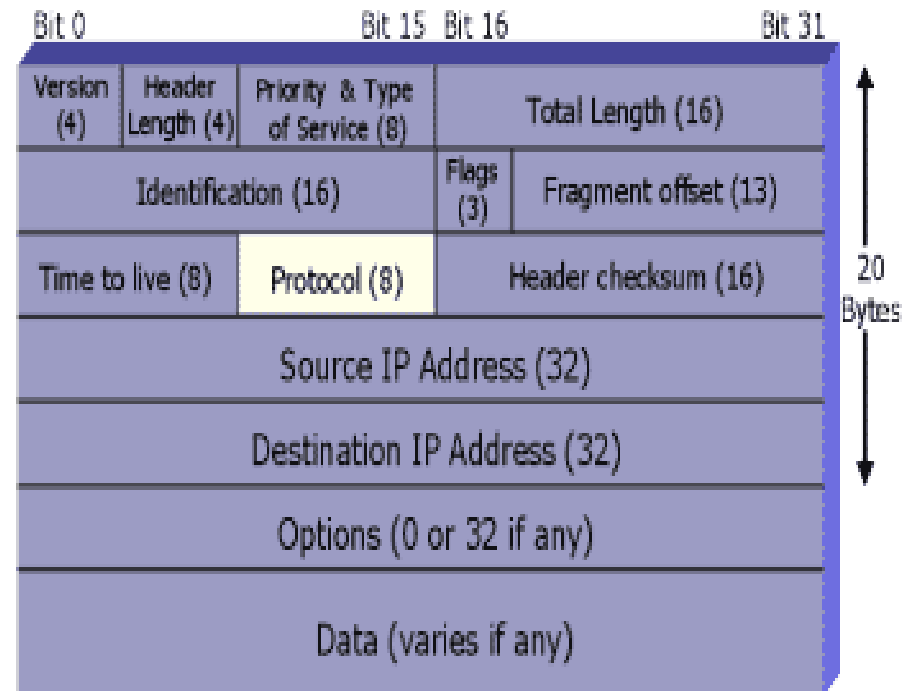 Bit 0 Bit 15 Bit 16 Bit 31
Version (4)
Header Length (4)
Priority & Type of Service (8)
Total Length (16)
Identification (16)
Flags (3)
Fragment offset (13)
Time to live (8)
Protocol (8)
Header checksum (16)
20 Bytes
Source IP Address (32)
Destination IP Address (32)
Options (0 or 32 if any)
Data (varies if any)